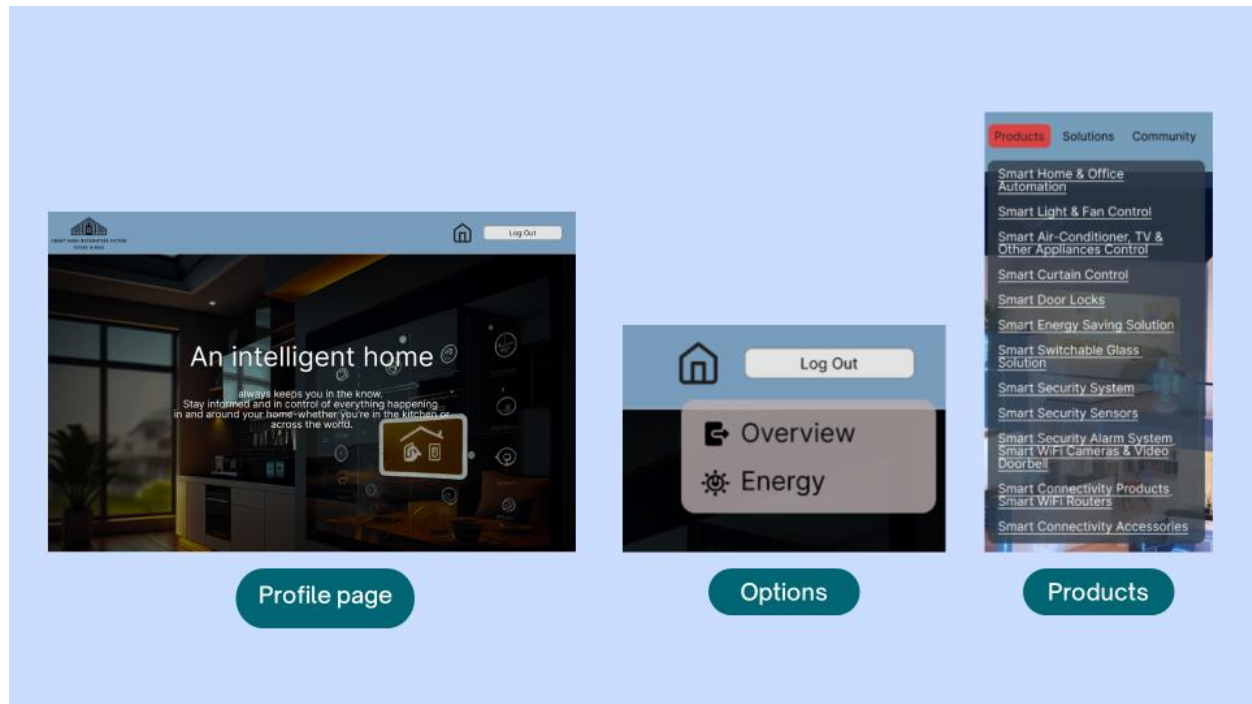 SMART HOME AUTOMATION SYSTEM
Log Out
An intelligent home
always keeps you in the know.
Stay informed and in control of everything happening
in and around your home-whether you're in the kitchen or
across the world.
Profile page
Log Out
Overview
Energy
Options
Products Solutions Community
Smart Home & Office
Automation
Smart Light & Fan Control
Smart Air-Conditioner, TV &
Other Appliances Control
Smart Curtain Control
Smart Door Locks
Smart Energy Saving Solution
Smart Switchable Glass
Solution
Smart Security System
Smart Security Sensors
Smart Security Alarm System
Smart WiFi Cameras & Video
Doorbell
Smart Connectivity Products
Smart WiFi Routers
Smart Connectivity Accessories
Products